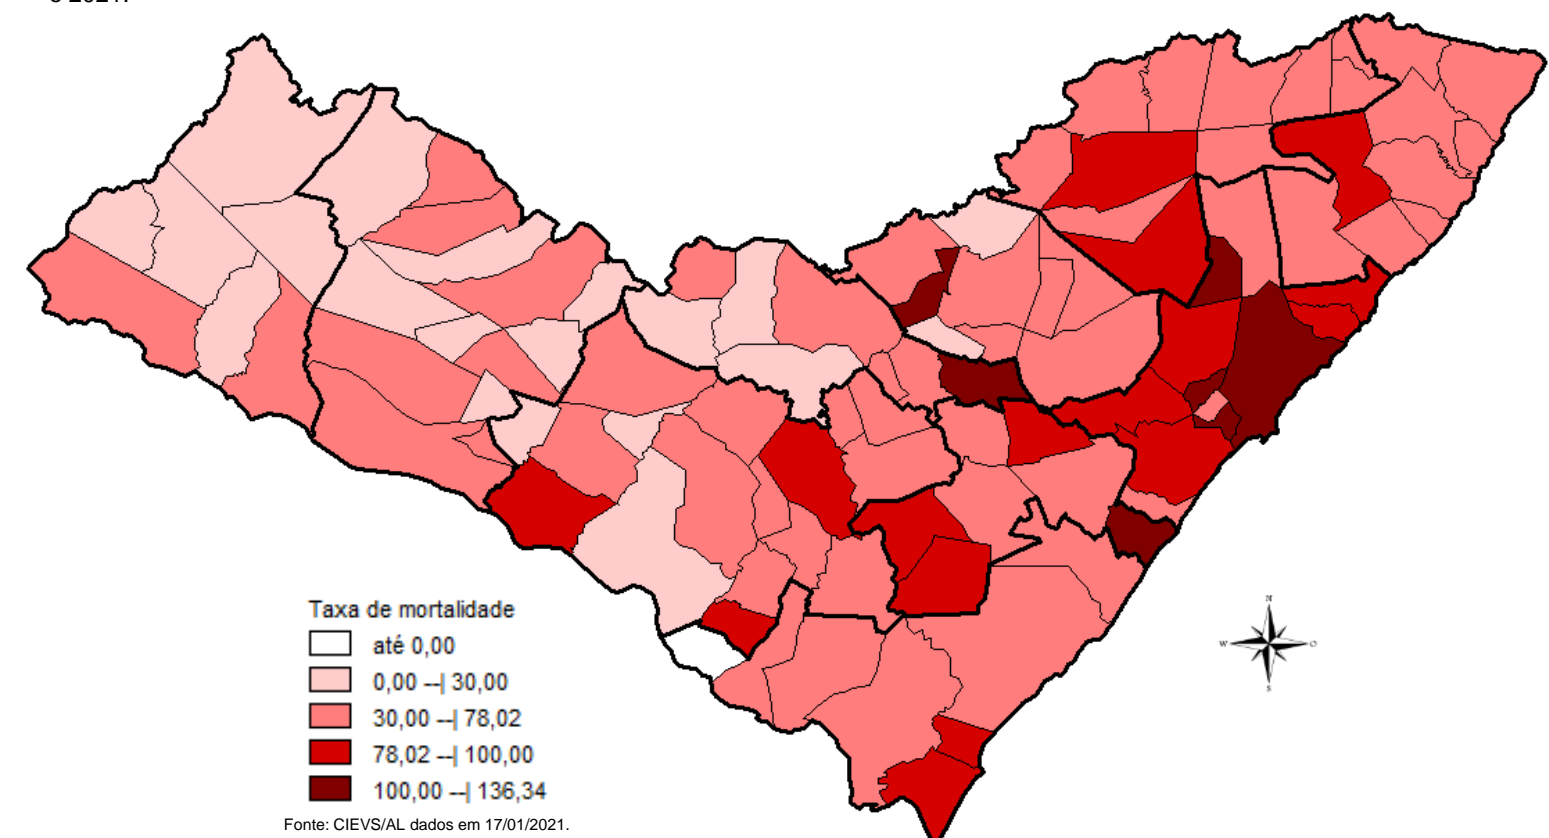 e 2021.
Taxa de mortalidade
até 0,00
0,00 --| 30,00
30,00 --| 78,02
78,02 --| 100,00
100,00 --| 136,34
Fonte: CIEVS/AL dados em 17/01/2021.
N
W O
S